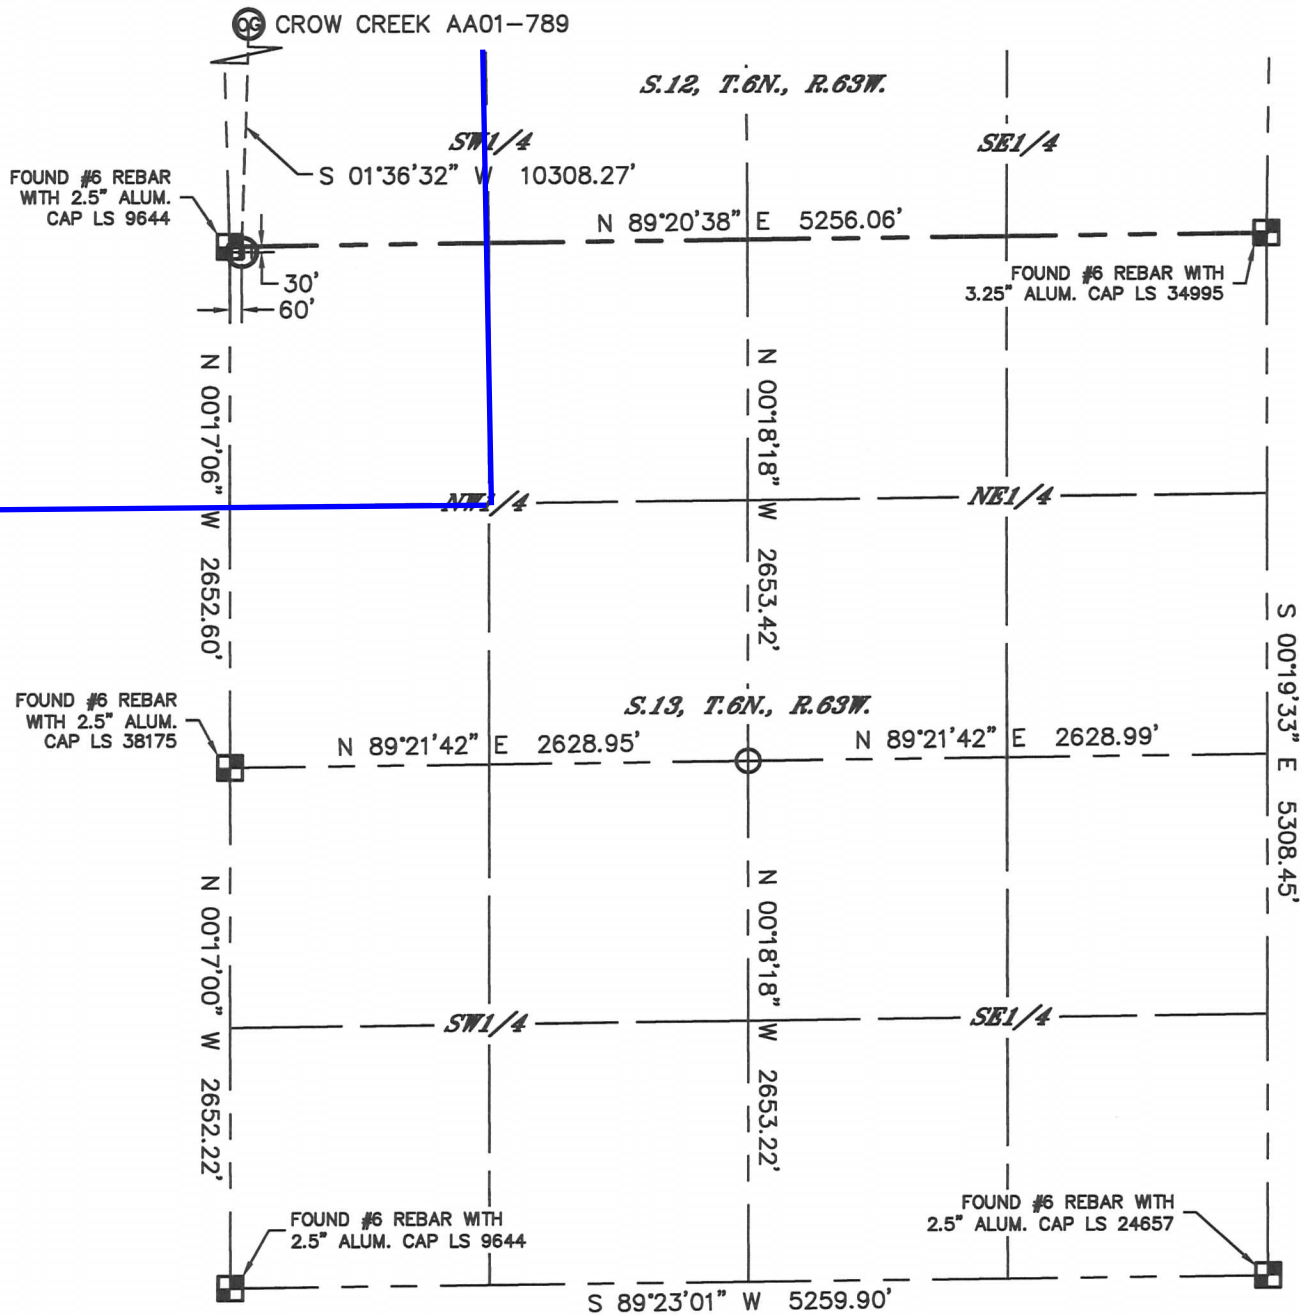 OG CROW CREEK AA01-789
S.12, T.6N., R.63W.
SW1/4
SE1/4
S 01°36'32" W 10308.27'
FOUND #6 REBAR
WITH 2.5" ALUM.
CAP LS 9644
N 89°20'38" E 5256.06'
FOUND #6 REBAR WITH
3.25" ALUM. CAP LS 34995
30'
60'
N 00°17'06" W 2652.60'
N 00°18'18" W 2653.42'
NW1/4
NE1/4
S 00°19'33" E 5308.45'
FOUND #6 REBAR
WITH 2.5" ALUM.
CAP LS 38175
S.13, T.6N., R.63W.
N 89°21'42" E 2628.95'
N 89°21'42" E 2628.99'
N 00°17'00" W 2652.22'
N 00°18'18" W 2653.22'
SW1/4
SE1/4
FOUND #6 REBAR WITH
2.5" ALUM. CAP LS 9644
FOUND #6 REBAR WITH
2.5" ALUM. CAP LS 24657
S 89°23'01" W 5259.90'